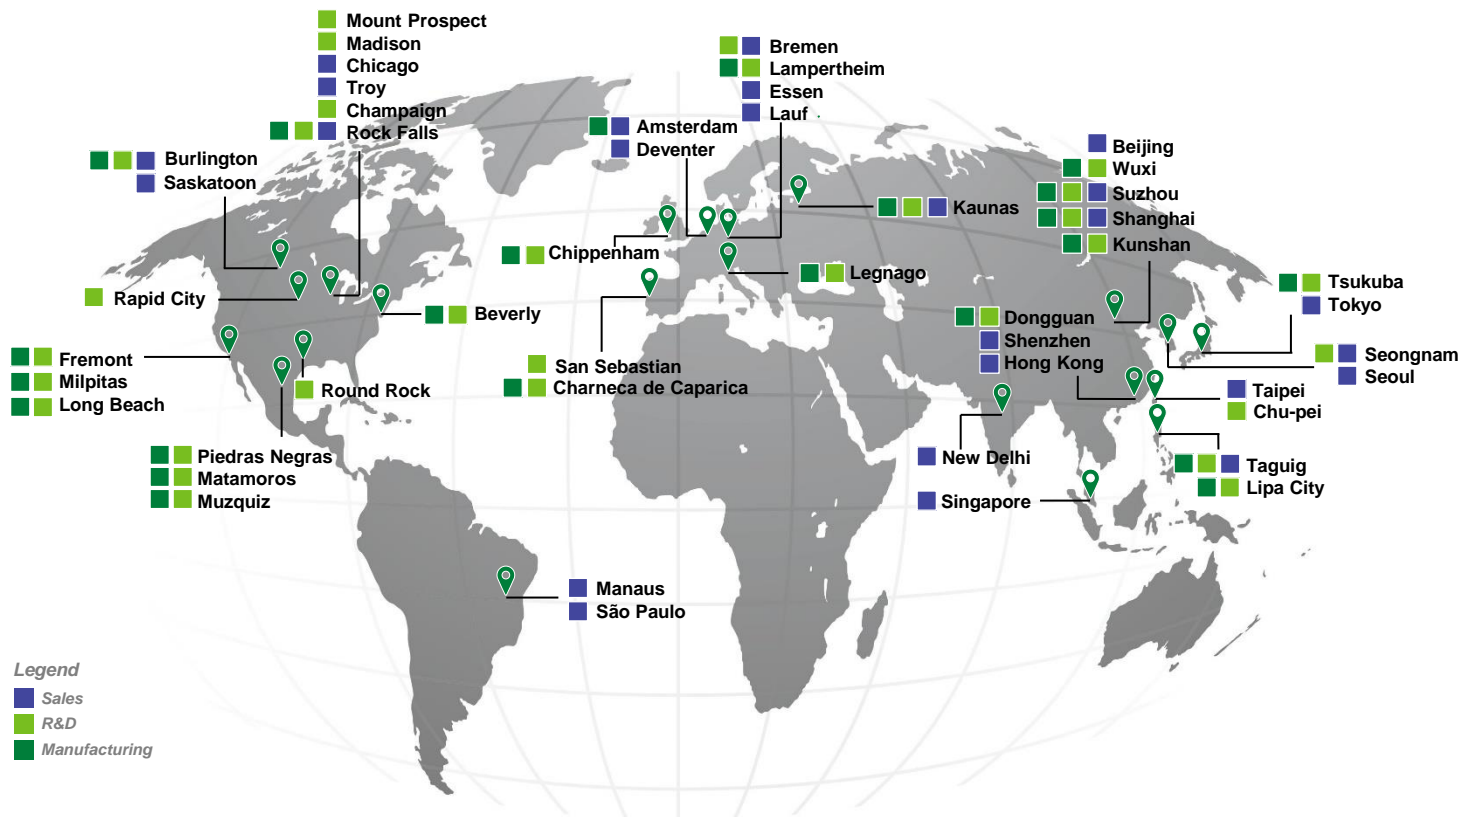 Mount Prospect
Madison
Chicago
Troy
Champaign
Rock Falls
Burlington
Saskatoon
Rapid City
Fremont
Milpitas
Long Beach
Beverly
Round Rock
Piedras Negras
Matamoros
Muzquiz
Manaus
São Paulo
Bremen
Lampertheim
Essen
Lauf
Amsterdam
Deventer
Kaunas
Chippenham
Legnago
San Sebastian
Charneca de Caparica
Beijing
Wuxi
Suzhou
Shanghai
Kunshan
Tsukuba
Tokyo
Seongnam
Seoul
Dongguan
Shenzhen
Hong Kong
Taipei
Chu-pei
New Delhi
Singapore
Taguig
Lipa City
Legend
Sales
R&D
Manufacturing